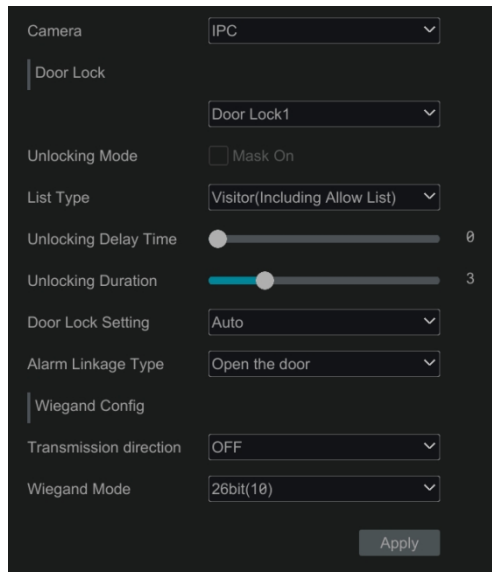 Camera IPC
Door Lock
Door Lock1
Unlocking Mode Mask On
List Type Visitor(Including Allow List)
Unlocking Delay Time 0
Unlocking Duration 3
Door Lock Setting Auto
Alarm Linkage Type Open the door
Wiegand Config
Transmission direction OFF
Wiegand Mode 26bit(10)
Apply